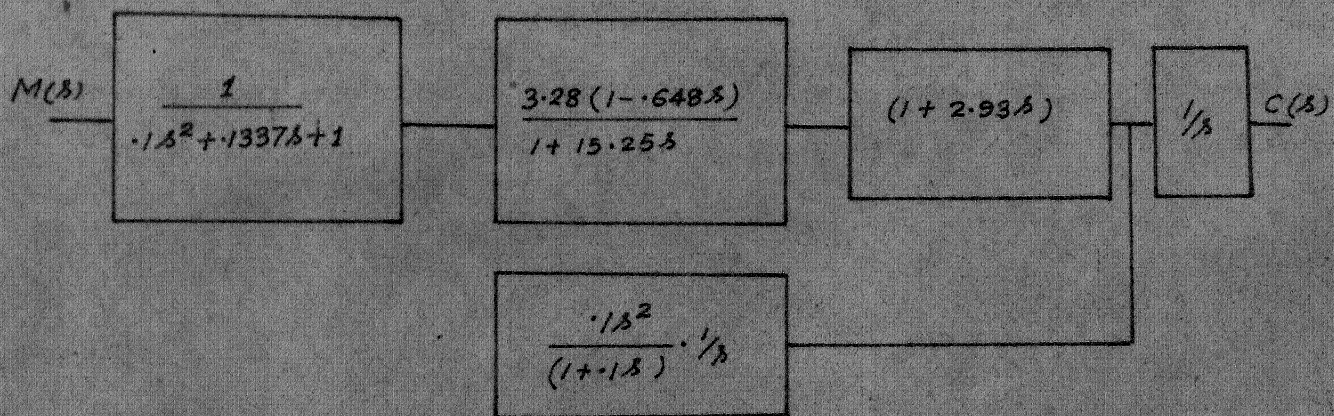 M(s)
1
.1s² + .1337s + 1
3.28 (1 - .648s)
1 + 15.25s
(1 + 2.93s)
1/s
C(s)
.1s²
(1 + .1s)
. 1/s